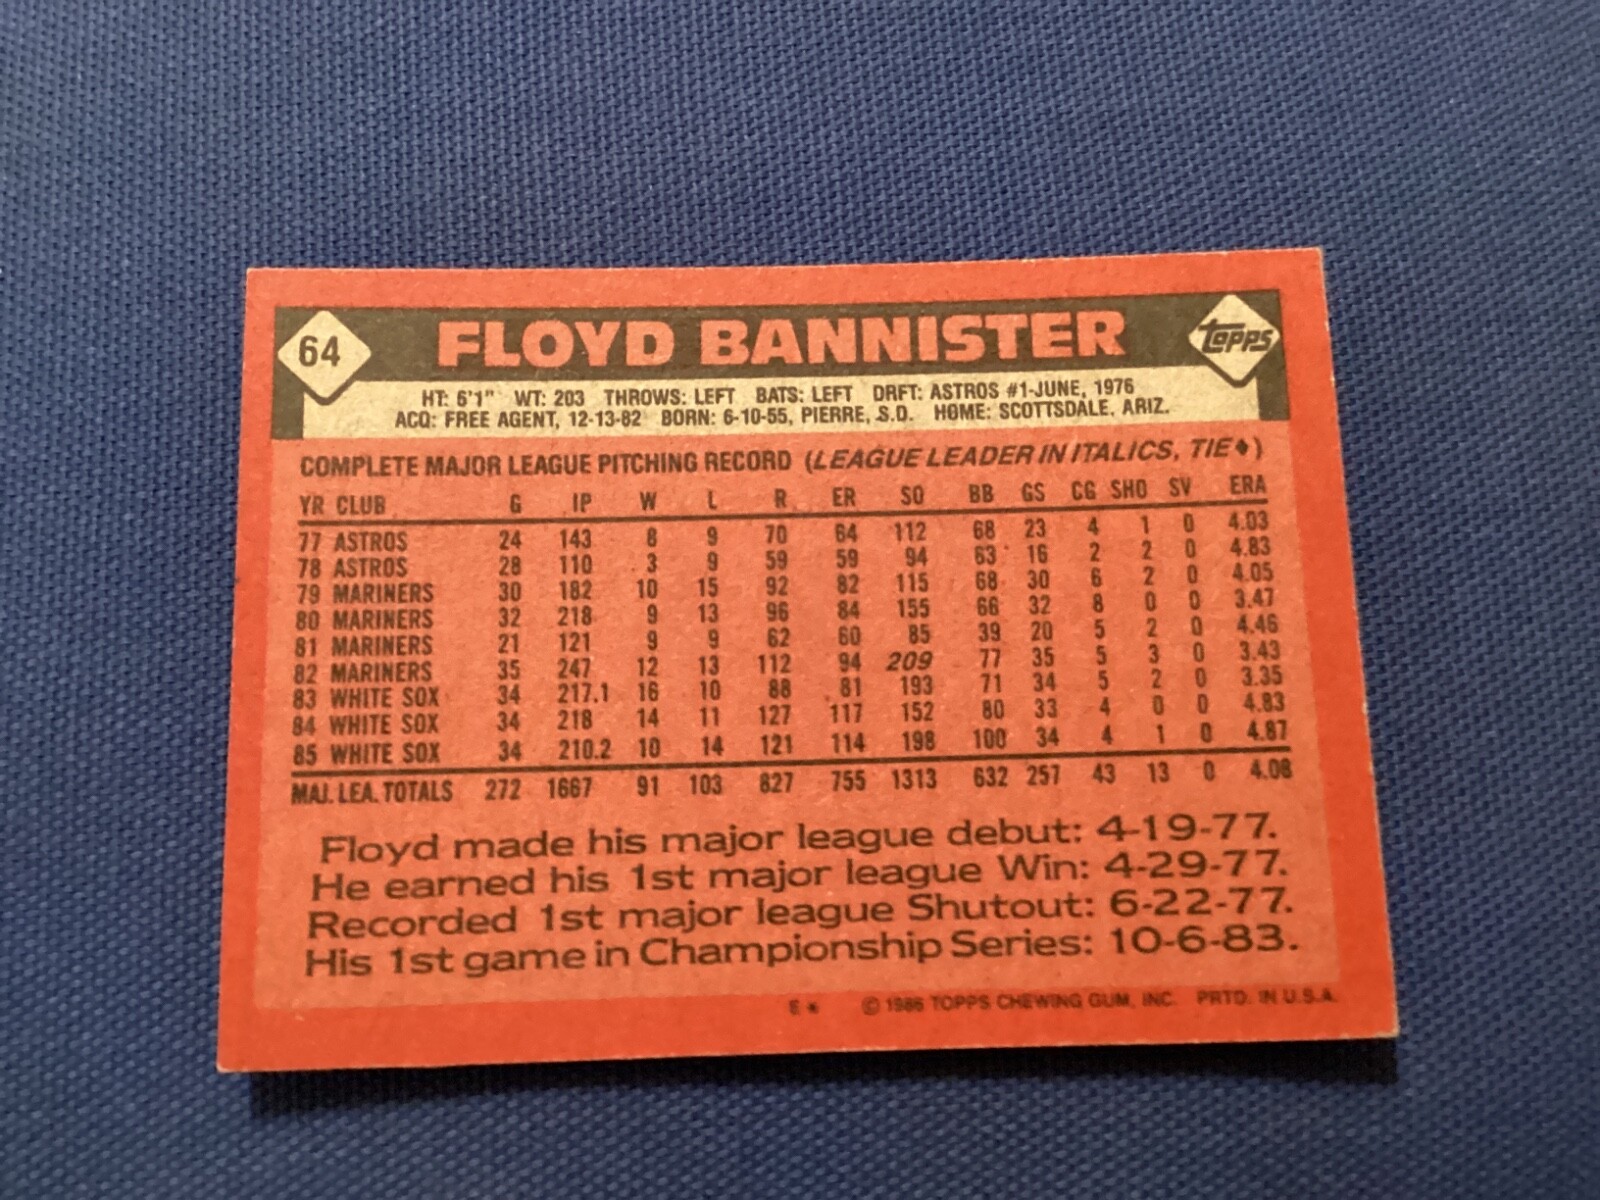 64 FLOYD BANNISTER TOPPS
HT: 6'1" WT: 203 THROWS: LEFT BATS: LEFT DRFT: ASTROS #1-JUNE, 1976
ACQ: FREE AGENT, 12-13-82 BORN: 6-10-55, PIERRE, S.D. HOME: SCOTTSDALE, ARIZ.
COMPLETE MAJOR LEAGUE PITCHING RECORD (LEAGUE LEADER IN ITALICS, TIE♦)
YR CLUB G IP W L R ER SO BB GS CG SHO SV ERA
77 ASTROS 24 143 8 9 70 64 112 68 23 4 1 0 4.03
78 ASTROS 28 110 3 9 59 59 94 63 16 2 2 0 4.83
79 MARINERS 30 182 10 15 92 82 115 68 30 6 2 0 4.05
80 MARINERS 32 218 9 13 96 84 155 66 32 8 0 0 3.47
81 MARINERS 21 121 9 9 62 60 85 39 20 5 2 0 4.46
82 MARINERS 35 247 12 13 112 94 209 77 35 5 3 0 3.43
83 WHITE SOX 34 217.1 16 10 88 81 193 71 34 5 2 0 3.35
84 WHITE SOX 34 218 14 11 127 117 152 80 33 4 0 0 4.83
85 WHITE SOX 34 210.2 10 14 121 114 198 100 34 4 1 0 4.87
MAJ. LEA. TOTALS 272 1667 91 103 827 755 1313 632 257 43 13 0 4.08
Floyd made his major league debut: 4-19-77.
He earned his 1st major league Win: 4-29-77.
Recorded 1st major league Shutout: 6-22-77.
His 1st game in Championship Series: 10-6-83.
E * © 1986 TOPPS CHEWING GUM, INC. PRTD. IN U.S.A.